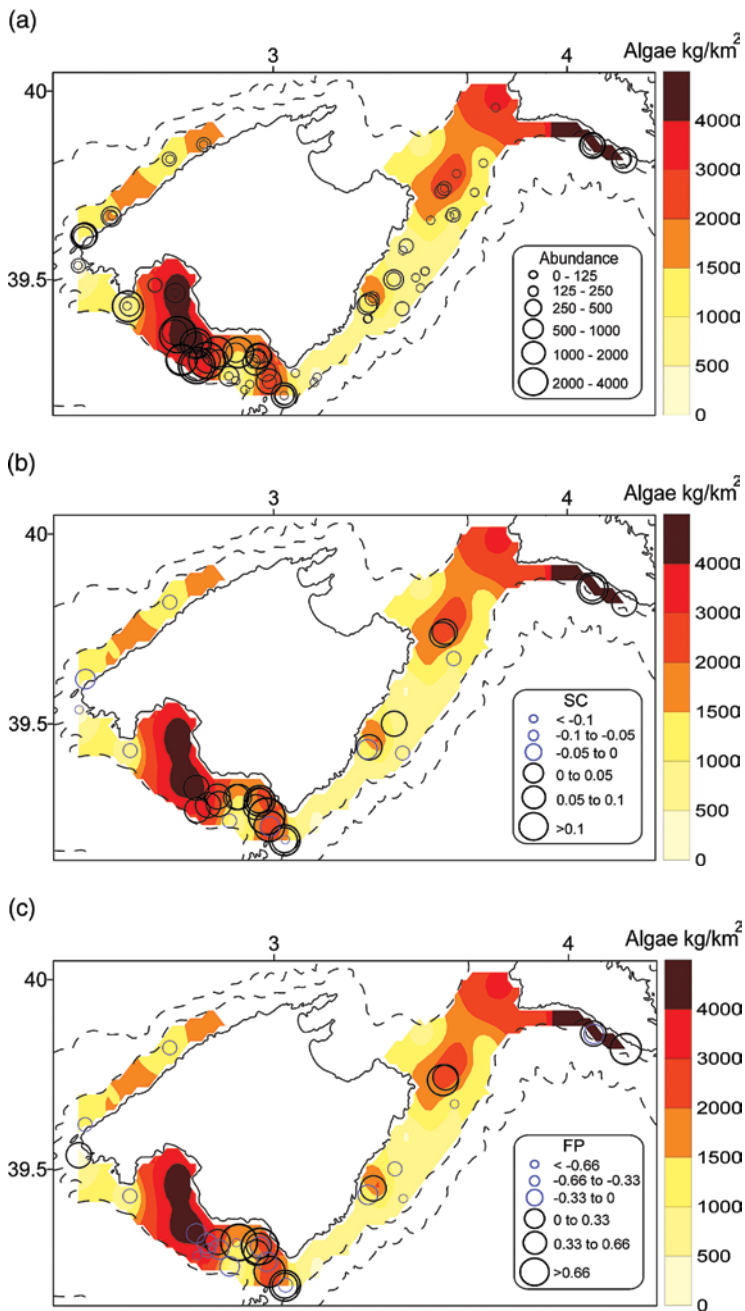 (a)
3
4
Algae kg/km²
40
39.5
4000
3000
2000
1500
1000
500
0
Abundance
0 - 125
125 - 250
250 - 500
500 - 1000
1000 - 2000
2000 - 4000
(b)
3
4
Algae kg/km²
40
39.5
4000
3000
2000
1500
1000
500
0
SC
< -0.1
-0.1 to -0.05
-0.05 to 0
0 to 0.05
0.05 to 0.1
>0.1
(c)
3
4
Algae kg/km²
40
39.5
4000
3000
2000
1500
1000
500
0
FP
< -0.66
-0.66 to -0.33
-0.33 to 0
0 to 0.33
0.33 to 0.66
>0.66